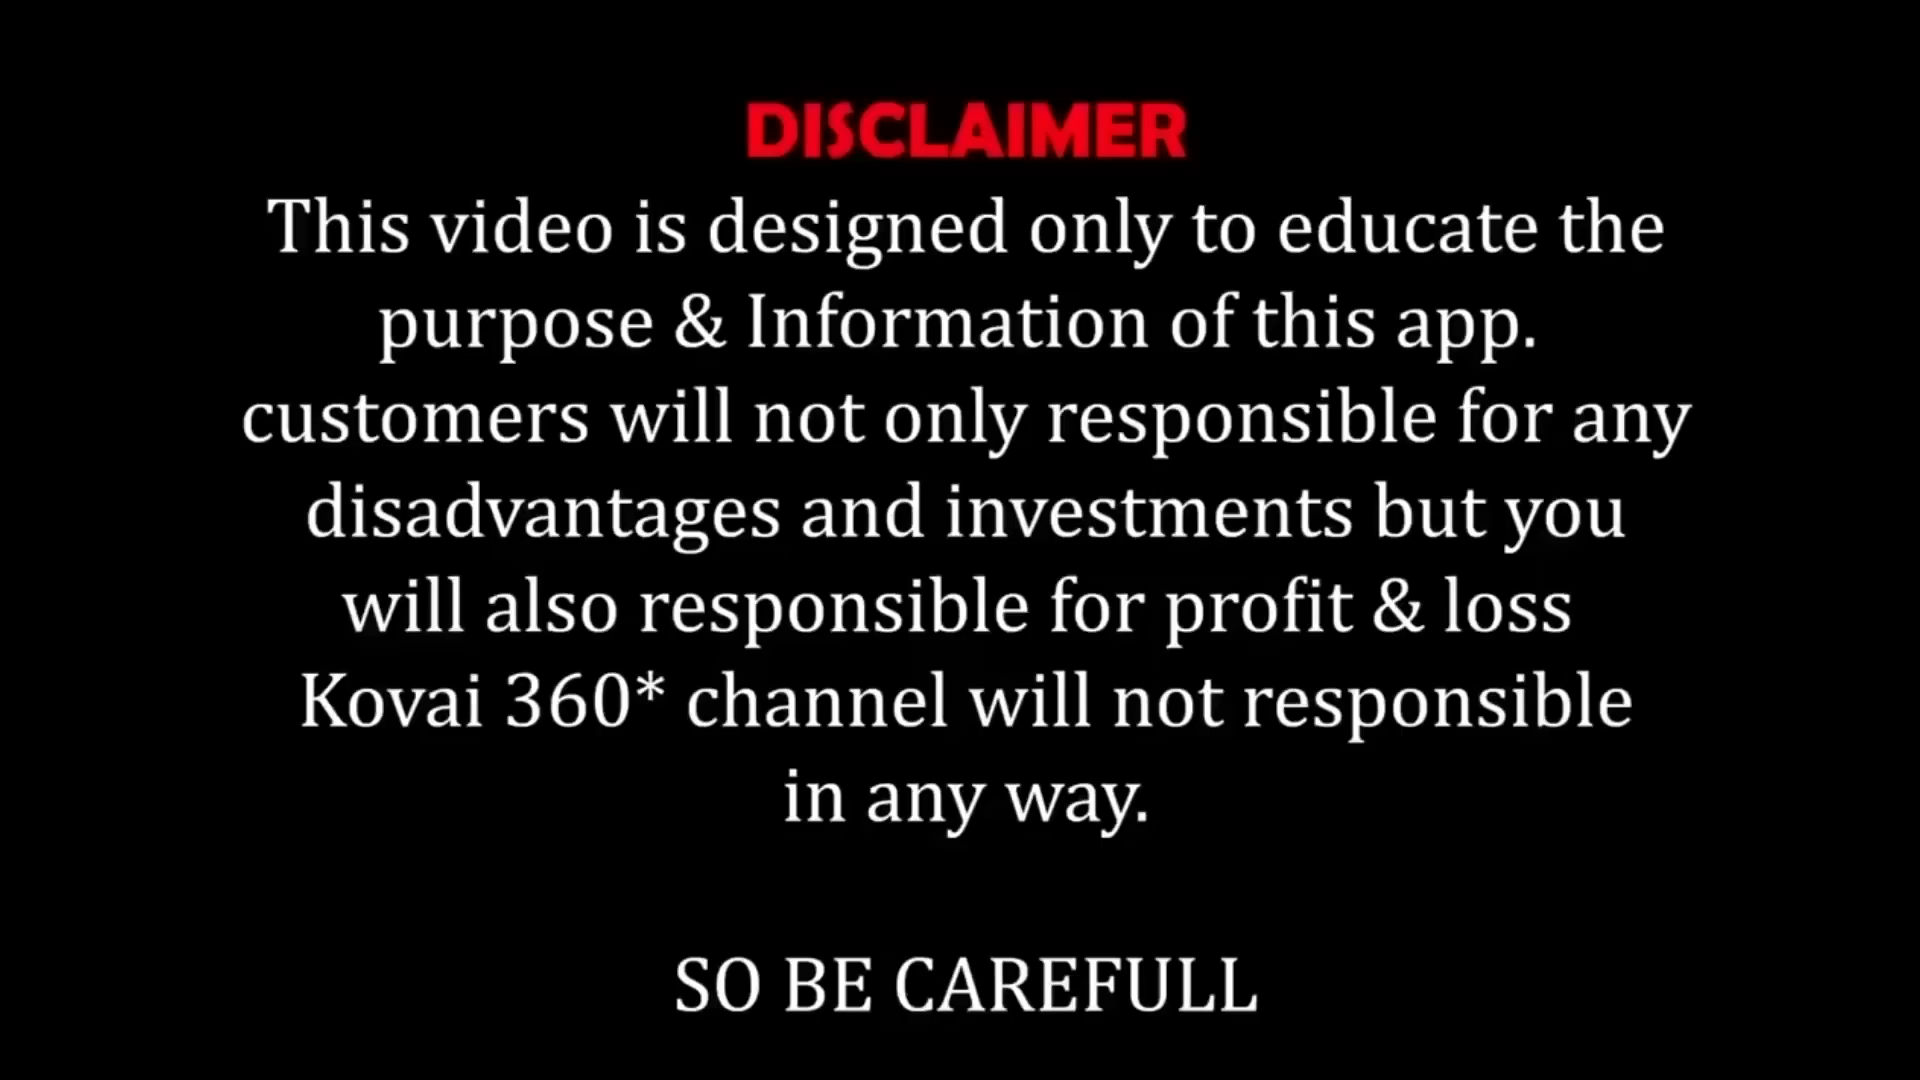 DISCLAIMER
This video is designed only to educate the
purpose & Information of this app.
customers will not only responsible for any
disadvantages and investments but you
will also responsible for profit & loss
Kovai 360* channel will not responsible
in any way.
SO BE CAREFULL